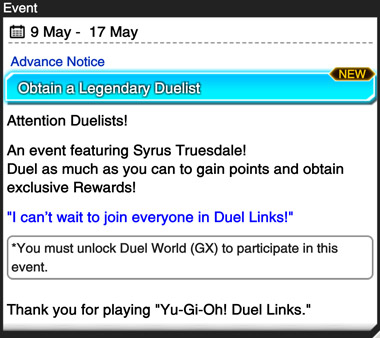 Event
9 May - 17 May
Advance Notice
NEW
Obtain a Legendary Duelist
Attention Duelists!
An event featuring Syrus Truesdale!
Duel as much as you can to gain points and obtain
exclusive Rewards!
"I can't wait to join everyone in Duel Links!"
*You must unlock Duel World (GX) to participate in this
event.
Thank you for playing "Yu-Gi-Oh! Duel Links."